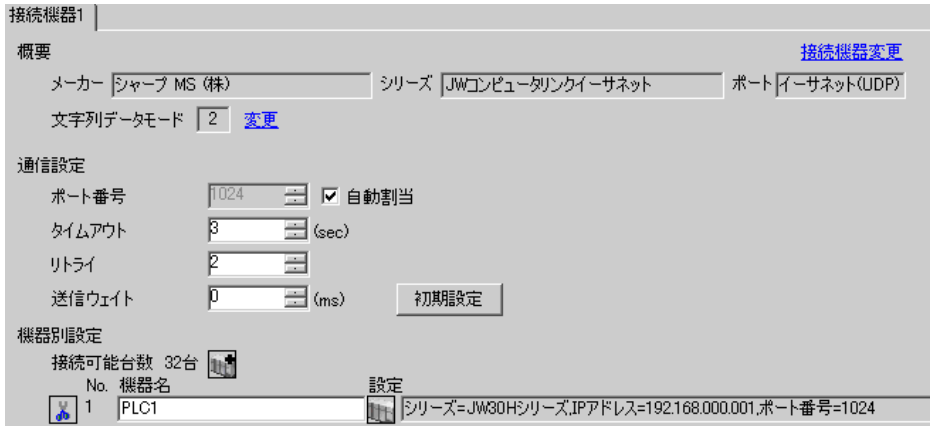 接続機器1
概要 接続機器変更
メーカー シャープ MS (株) シリーズ JWコンピュータリンクイーサネット ポート イーサネット(UDP)
文字列データモード 2 変更
通信設定
ポート番号 1024 自動割当
タイムアウト 3 (sec)
リトライ 2
送信ウェイト 0 (ms) 初期設定
機器別設定
接続可能台数 32台
No. 機器名 設定
1 PLC1 シリーズ=JW30Hシリーズ,IPアドレス=192.168.000.001,ポート番号=1024